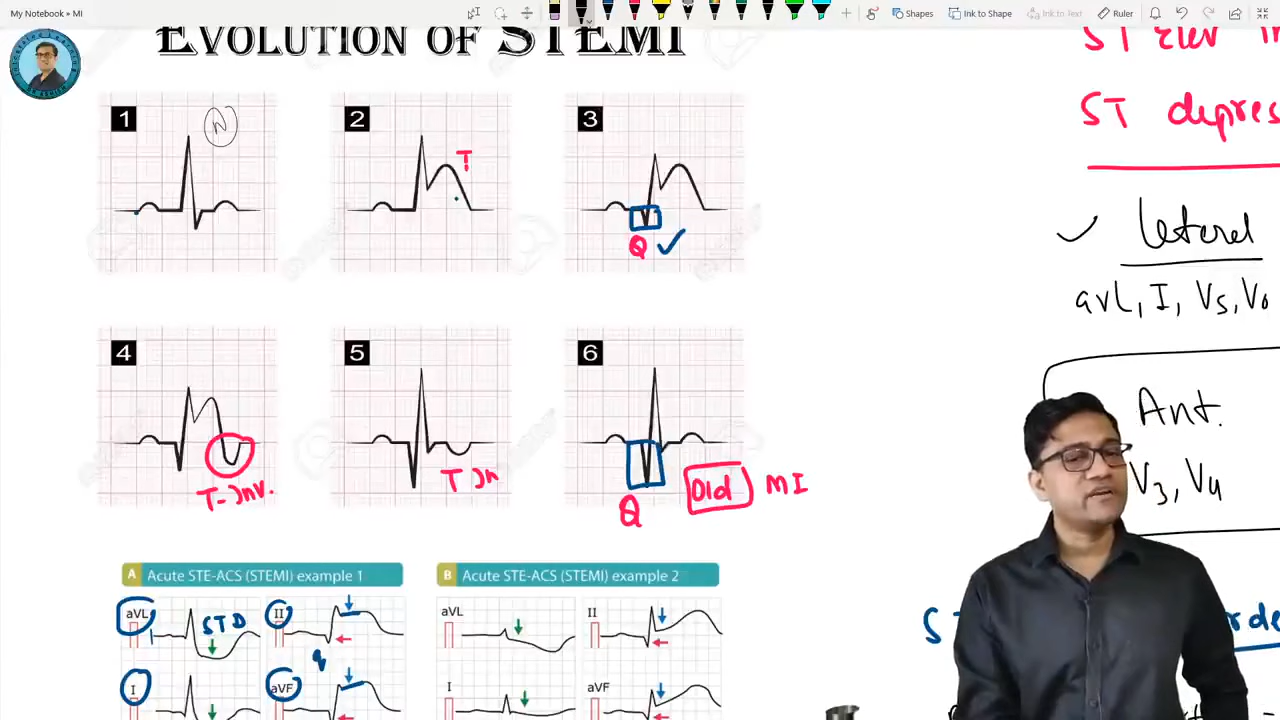 My Notebook » MI
Shapes
Ink to Shape
Ink to Text
Ruler
EVOLUTION OF STEMI
1
N
2
T
3
Q
4
T-Inv.
5
T In
6
Q
Old MI
A Acute STE-ACS (STEMI) example 1
aVL
STD
II
q
I
aVF
B Acute STE-ACS (STEMI) example 2
aVL
II
I
aVF
ST
ST depres
lateral
avL, I, V5, V6
Ant.
V3, V4
ST